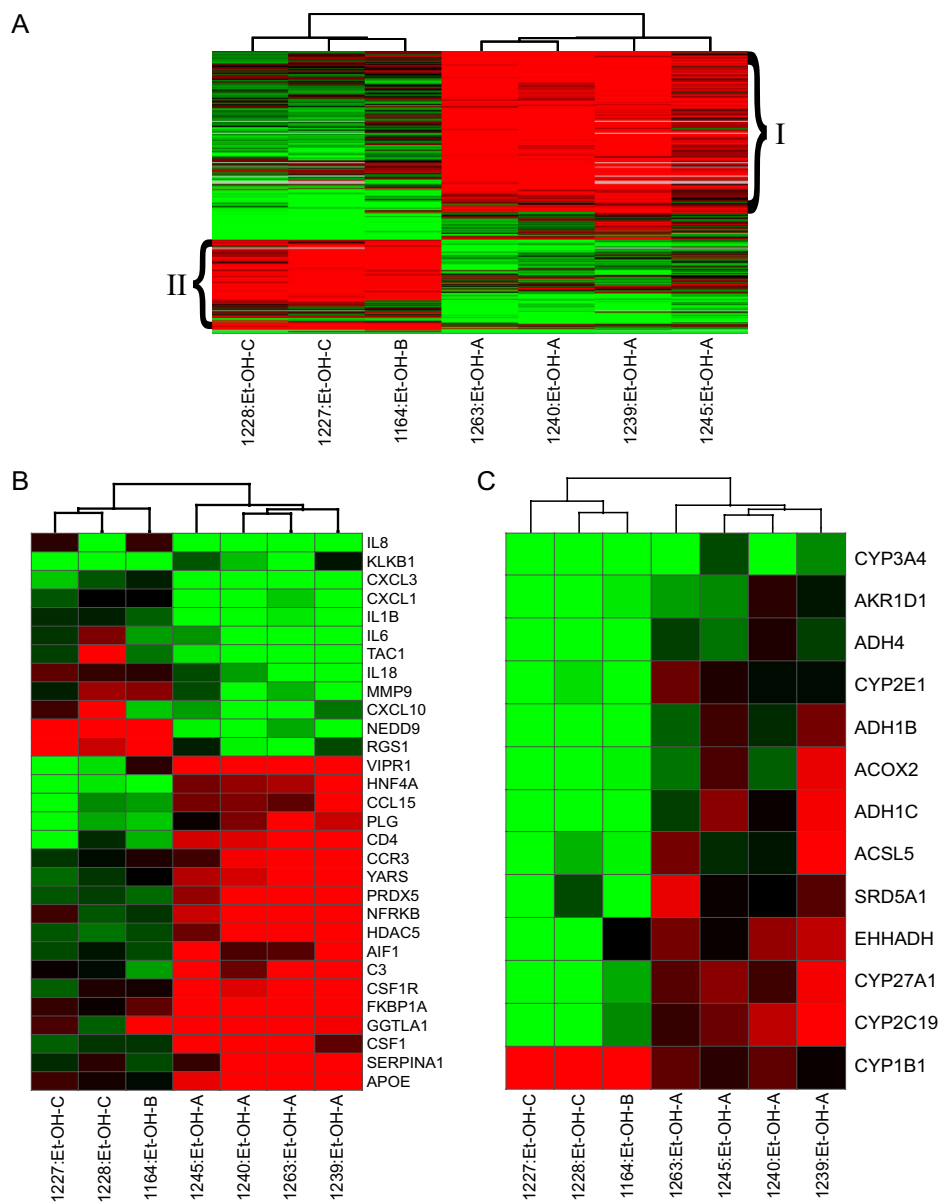 A
I
II
1228:Et-OH-C
1227:Et-OH-C
1164:Et-OH-B
1263:Et-OH-A
1240:Et-OH-A
1239:Et-OH-A
1245:Et-OH-A
B
IL8
KLKB1
CXCL3
CXCL1
IL1B
IL6
TAC1
IL18
MMP9
CXCL10
NEDD9
RGS1
VIPR1
HNF4A
CCL15
PLG
CD4
CCR3
YARS
PRDX5
NFRKB
HDAC5
AIF1
C3
CSF1R
FKBP1A
GGTLA1
CSF1
SERPINA1
APOE
1227:Et-OH-C
1228:Et-OH-C
1164:Et-OH-B
1245:Et-OH-A
1240:Et-OH-A
1263:Et-OH-A
1239:Et-OH-A
C
CYP3A4
AKR1D1
ADH4
CYP2E1
ADH1B
ACOX2
ADH1C
ACSL5
SRD5A1
EHHADH
CYP27A1
CYP2C19
CYP1B1
1227:Et-OH-C
1228:Et-OH-C
1164:Et-OH-B
1263:Et-OH-A
1245:Et-OH-A
1240:Et-OH-A
1239:Et-OH-A